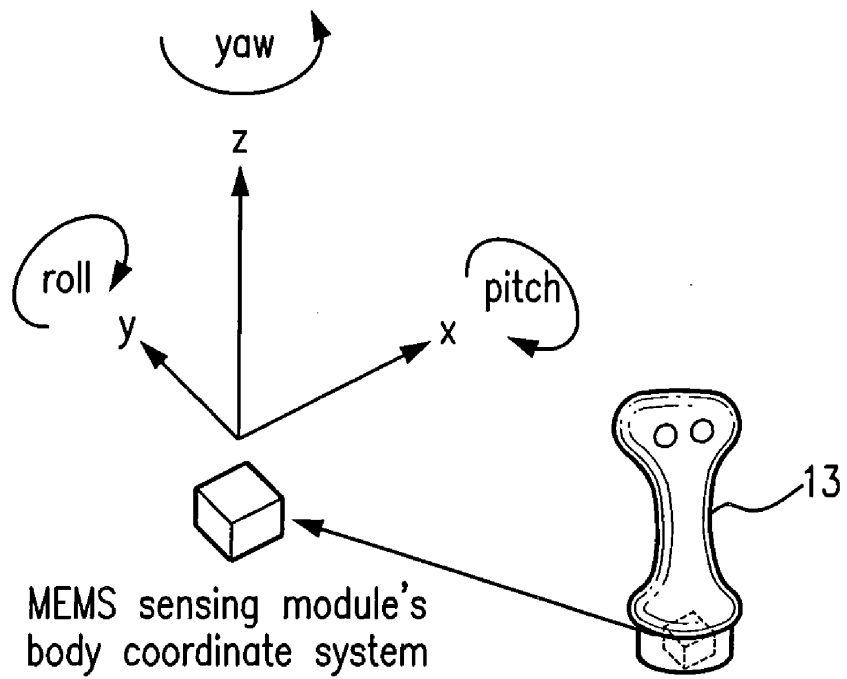 yaw
z
roll
pitch
y
x
13
MEMS sensing module's
body coordinate system